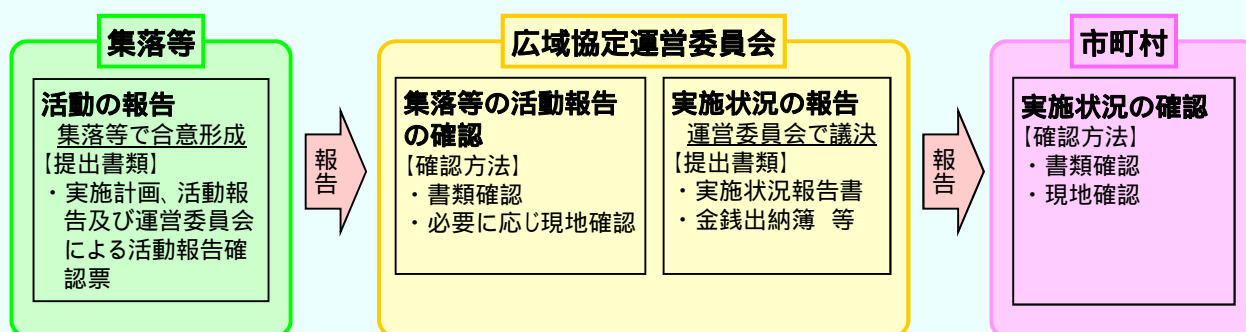 集落等
活動の報告
集落等で合意形成
【提出書類】
・実施計画、活動報
告及び運営委員会
による活動報告確
認票
報告
広域協定運営委員会
集落等の活動報告
の確認
【確認方法】
・書類確認
・必要に応じ現地確認
実施状況の報告
運営委員会で議決
【提出書類】
・実施状況報告書
・金銭出納簿 等
報告
市町村
実施状況の確認
【確認方法】
・書類確認
・現地確認